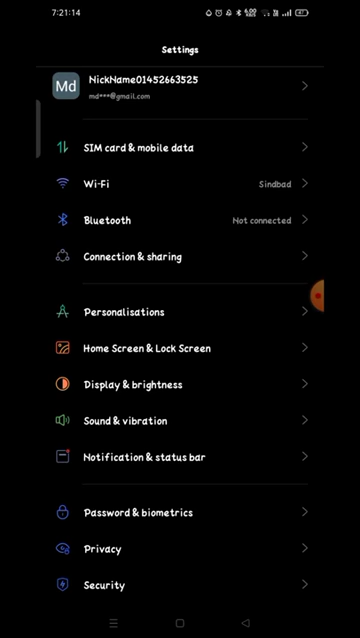 7:21:14
47
Settings
Md
NickName01452663525
md***@gmail.com
SIM card & mobile data
Wi-Fi Sindbad
Bluetooth Not connected
Connection & sharing
Personalisations
Home Screen & Lock Screen
Display & brightness
Sound & vibration
Notification & status bar
Password & biometrics
Privacy
Security